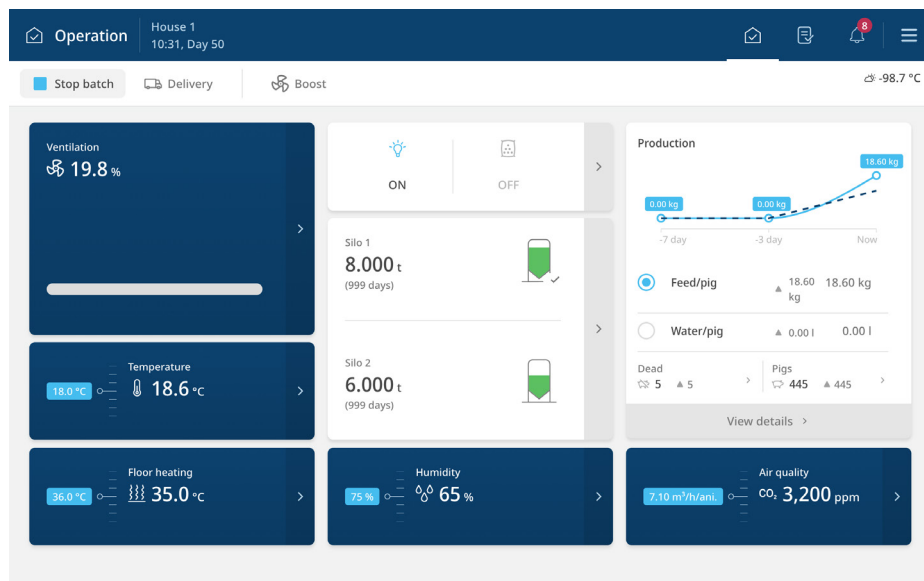 Operation
House 1
10:31, Day 50
8
Stop batch
Delivery
Boost
-98.7 °C
Ventilation
19.8 %
ON
OFF
Silo 1
8.000 t
(999 days)
Silo 2
6.000 t
(999 days)
Production
18.60 kg
0.00 kg
0.00 kg
-7 day
-3 day
Now
Feed/pig
▲ 18.60 kg
18.60 kg
Water/pig
▲ 0.00 l
0.00 l
Dead
5 ▲ 5
Pigs
445 ▲ 445
View details >
Temperature
18.0 °C
18.6 °C
Floor heating
36.0 °C
35.0 °C
Humidity
75 %
65 %
Air quality
7.10 m³/h/ani.
CO₂ 3,200 ppm